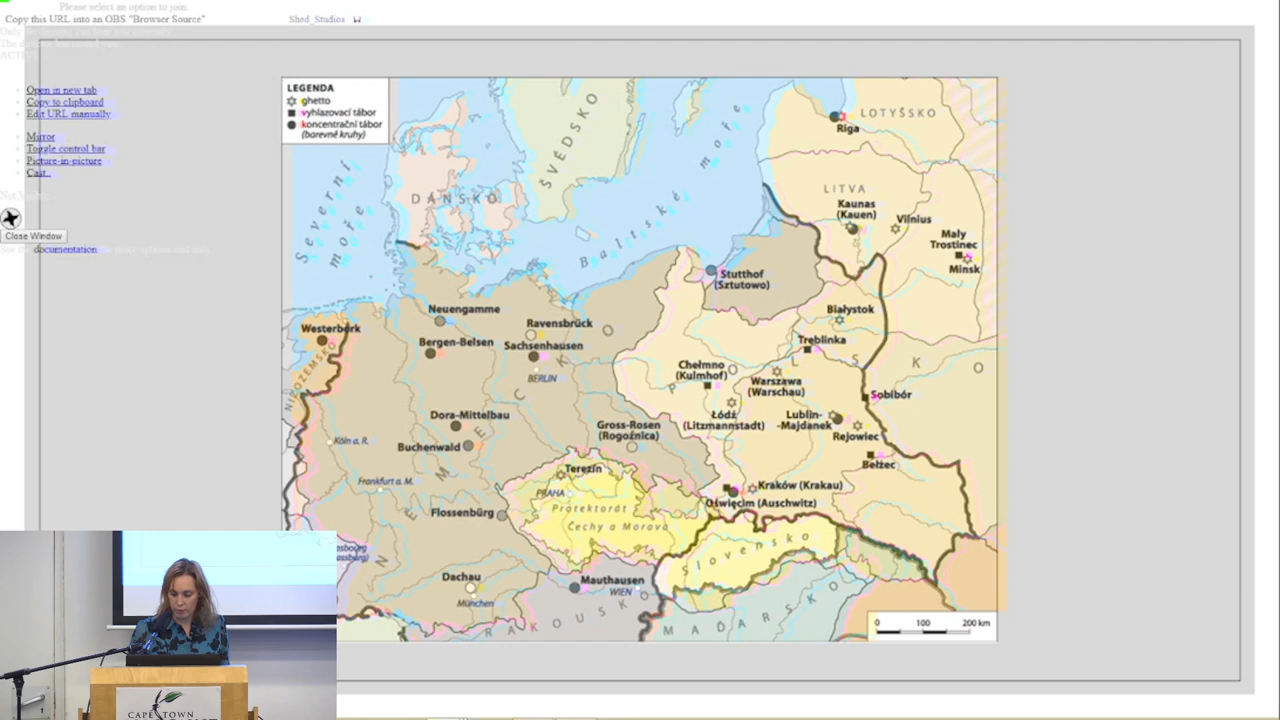 Please select an option to join.
Copy this URL into an OBS "Browser Source"
Shed_Studios
Open in new tab
Copy to clipboard
Edit URL manually
Mirror
Toggle control bar
Picture-in-picture
Cast..
Close Window
documentation
LEGENDA
ghetto
vyhlazovací tábor
koncentrační tábor
(barevné kruhy)
Severní
moře
DÁNSKO
ŠVÉDSKO
Baltské moře
LOTYŠSKO
Riga
LITVA
Kaunas
(Kauen)
Vilnius
Maly
Trostinec
Minsk
Stutthof
(Sztutowo)
Neuengamme
Ravensbrück
Białystok
Westerbork
Bergen-Belsen
Sachsenhausen
BERLIN
Treblinka
NIZOZEMSKO
Chełmno
(Kulmhof)
Warszawa
(Warschau)
POLSKO
Sobibór
Dora-Mittelbau
Łódź
(Litzmannstadt)
Lublin-
-Majdanek
Rejowiec
Gross-Rosen
(Rogoźnica)
Köln a. R.
Buchenwald
NĚMECKO
Bełżec
Terezín
Frankfurt a. M.
PRAHA
Kraków (Krakau)
Oświęcim (Auschwitz)
Protektorát
Čechy a Morava
Flossenbürg
Slovensko
Dachau
München
Mauthausen
WIEN
RAKOUSKO
MAĎARSKO
0 100 200 km
CAPE TOWN